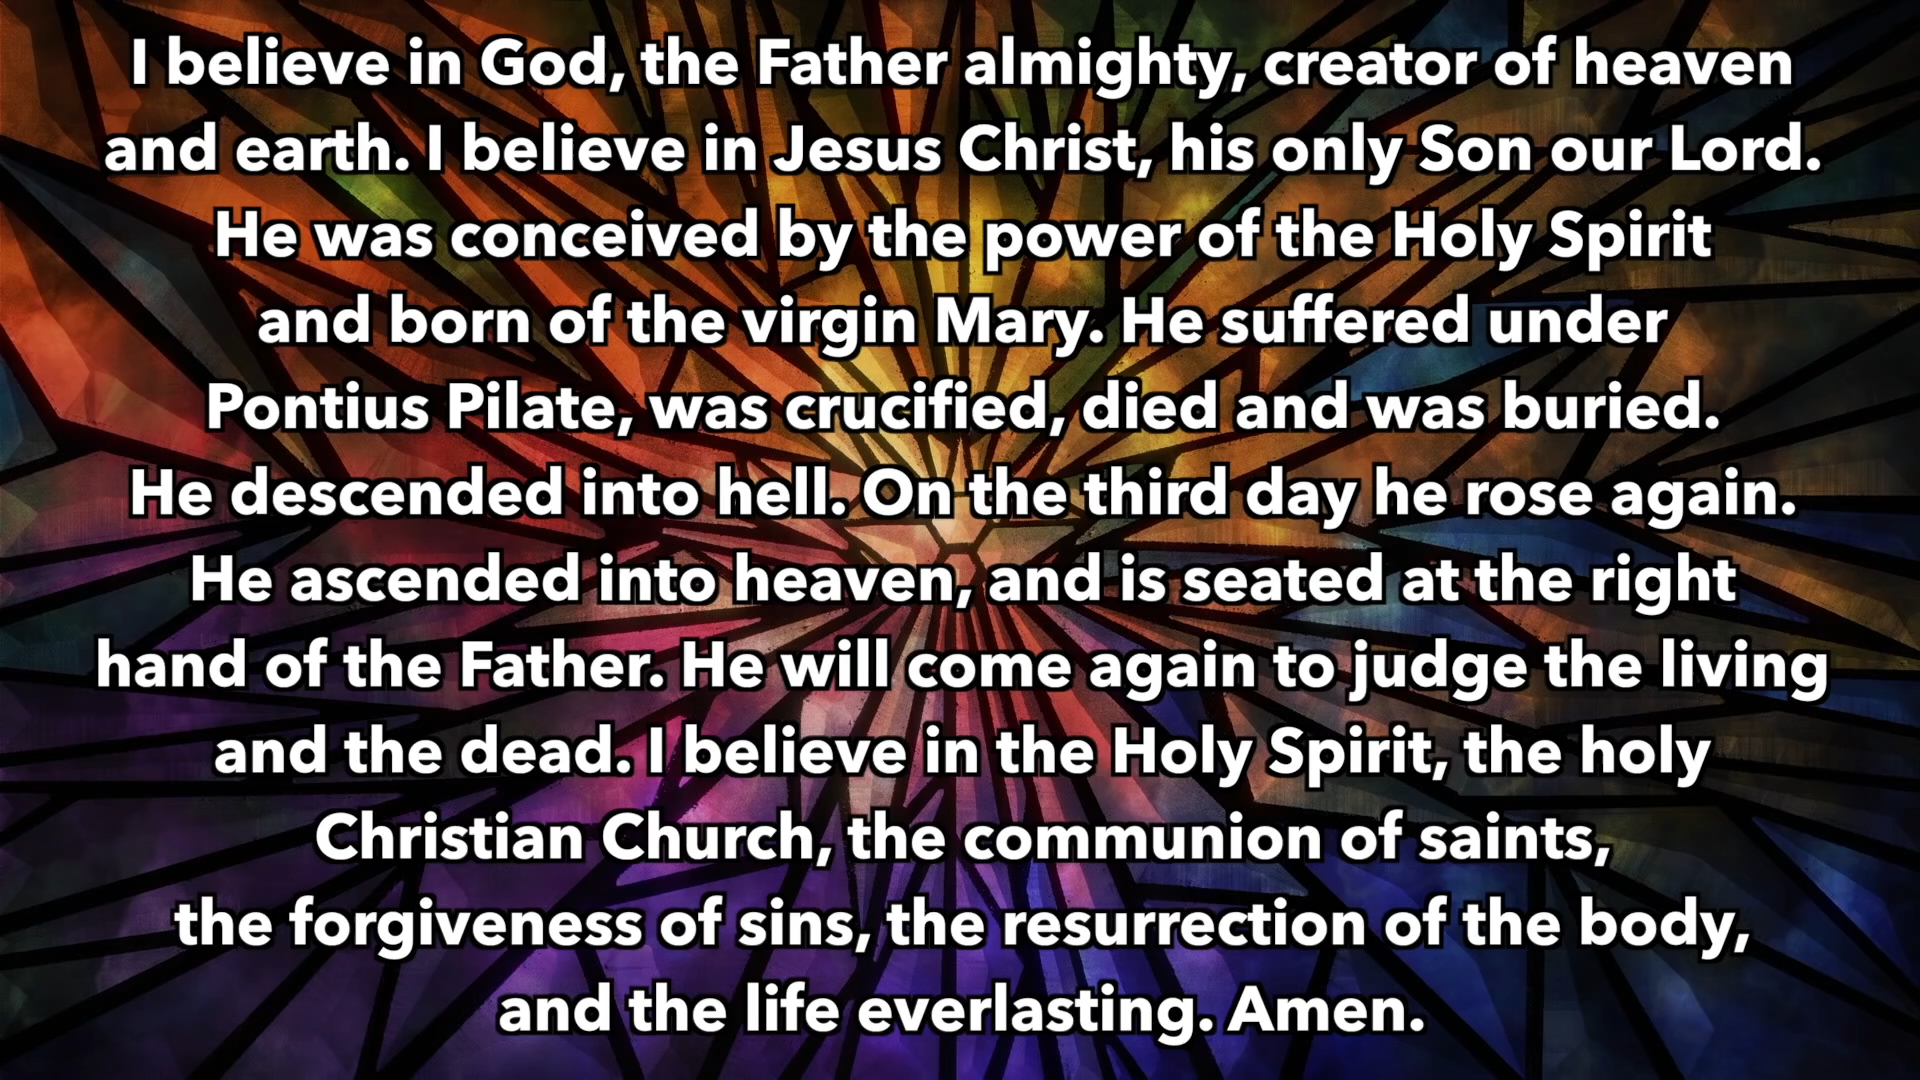 I believe in God, the Father almighty, creator of heaven
and earth. I believe in Jesus Christ, his only Son our Lord.
He was conceived by the power of the Holy Spirit
and born of the virgin Mary. He suffered under
Pontius Pilate, was crucified, died and was buried.
He descended into hell. On the third day he rose again.
He ascended into heaven, and is seated at the right
hand of the Father. He will come again to judge the living
and the dead. I believe in the Holy Spirit, the holy
Christian Church, the communion of saints,
the forgiveness of sins, the resurrection of the body,
and the life everlasting. Amen.